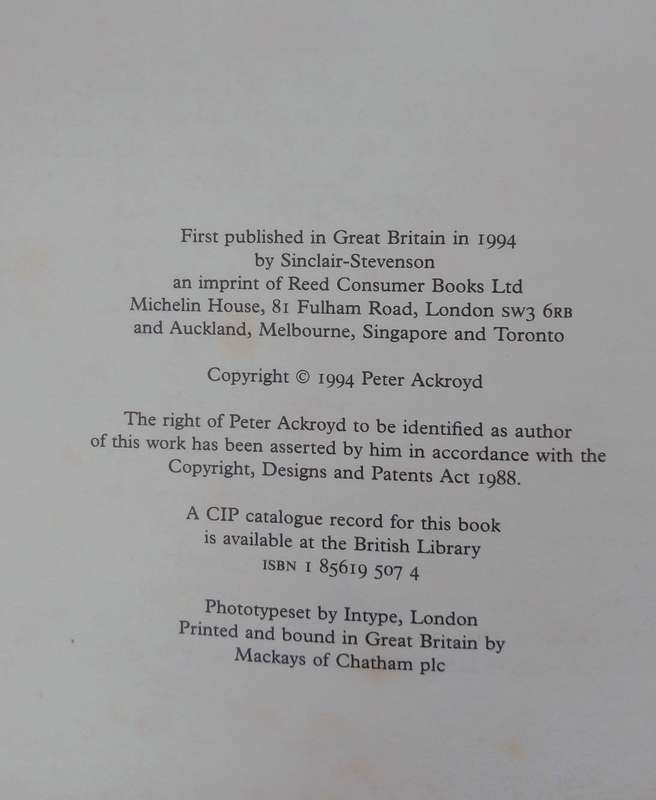 First published in Great Britain in 1994
by Sinclair-Stevenson
an imprint of Reed Consumer Books Ltd
Michelin House, 81 Fulham Road, London SW3 6RB
and Auckland, Melbourne, Singapore and Toronto
Copyright © 1994 Peter Ackroyd
The right of Peter Ackroyd to be identified as author
of this work has been asserted by him in accordance with the
Copyright, Designs and Patents Act 1988.
A CIP catalogue record for this book
is available at the British Library
ISBN 1 85619 507 4
Phototypeset by Intype, London
Printed and bound in Great Britain by
Mackays of Chatham plc